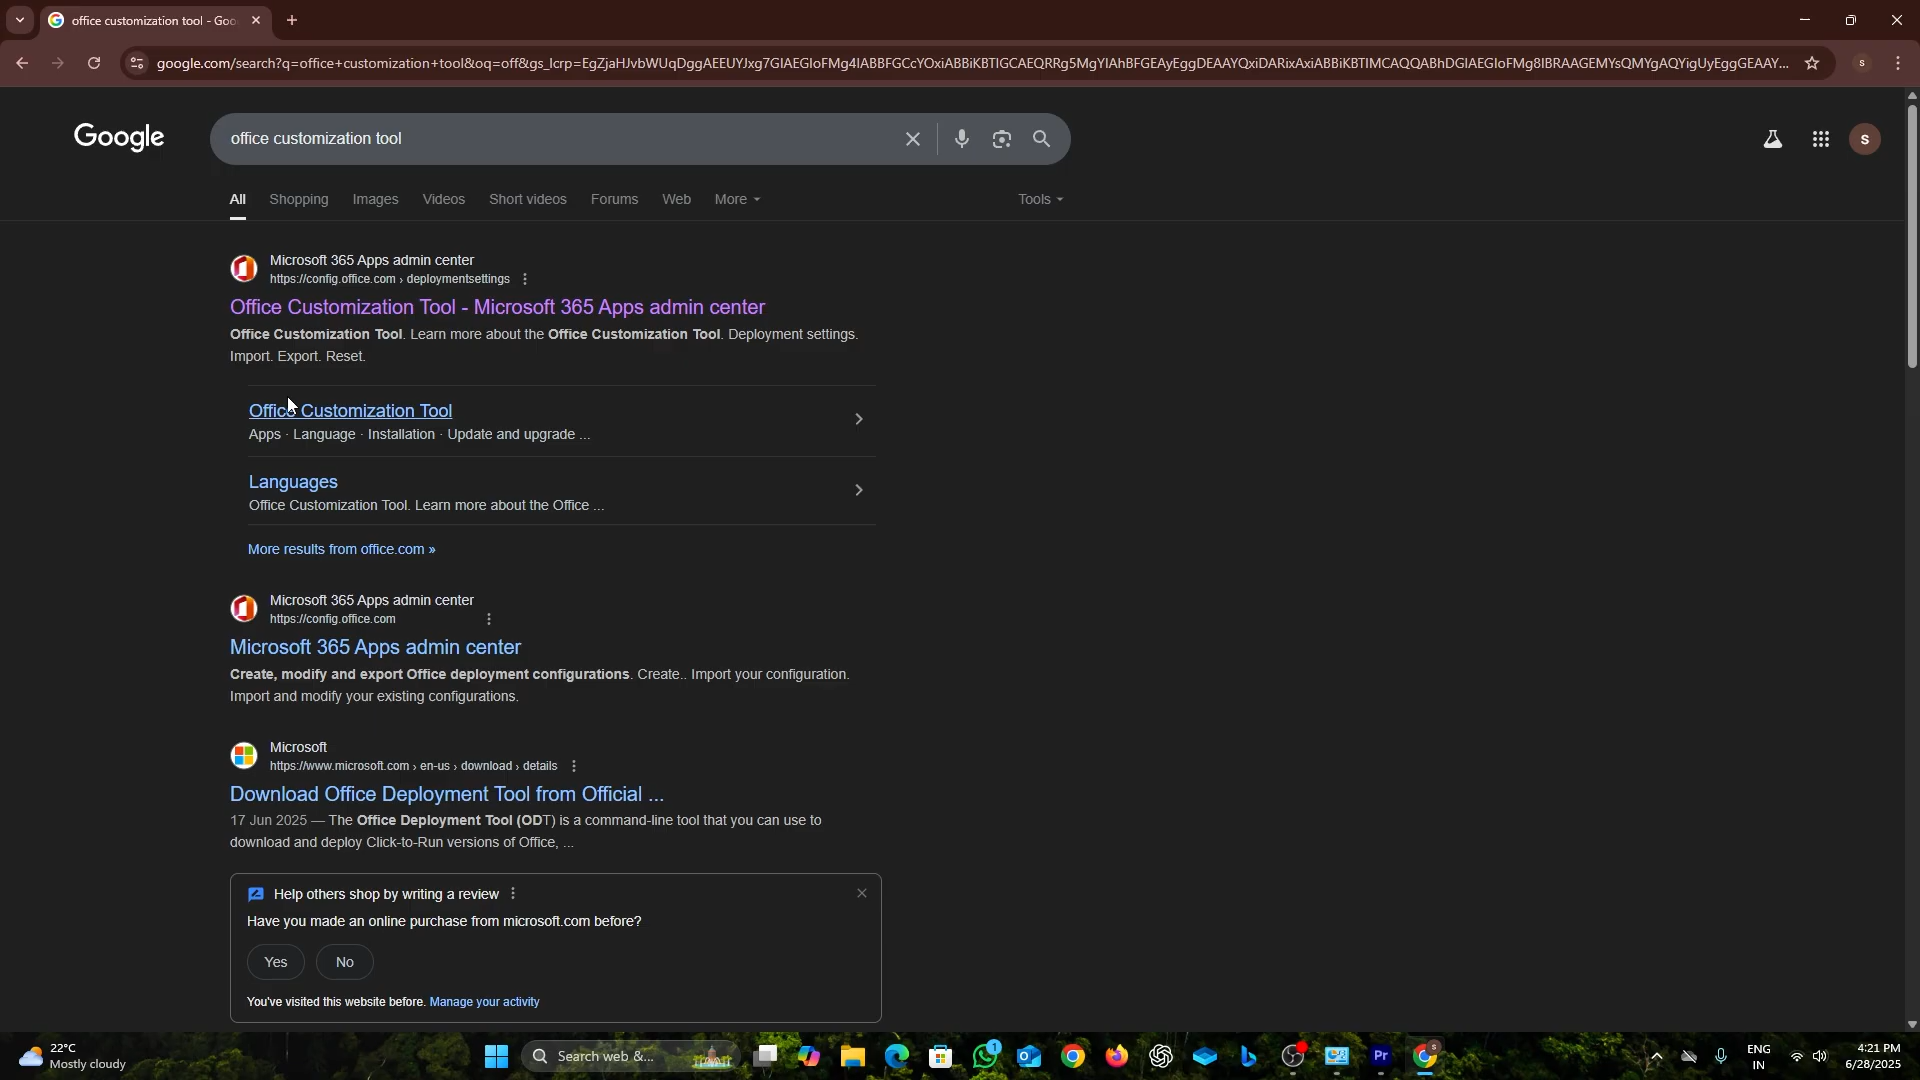 office customization tool - Goo
google.com/search?q=office+customization+tool&oq=off&gs_lcrp=EgZjaHJvbWUqDggAEEUYJxg7GIAEGIoFMg4IABBFGCcYOxiABBiKBTIGCAEQRRg5MgYIAhBFGEAyEggDEAAYQxiDARixAxiABBiKBTIMCAQQABhDGIAEGIoFMg8IBRAAGEMYsQMYgAQYigUyEggGEAAY...
S
Google
office customization tool
S
All Shopping Images Videos Short videos Forums Web More Tools
Microsoft 365 Apps admin center
https://config.office.com › deploymentsettings
Office Customization Tool - Microsoft 365 Apps admin center
Office Customization Tool. Learn more about the Office Customization Tool. Deployment settings.
Import. Export. Reset.
Office Customization Tool
Apps · Language · Installation · Update and upgrade ...
Languages
Office Customization Tool. Learn more about the Office ...
More results from office.com »
Microsoft 365 Apps admin center
https://config.office.com
Microsoft 365 Apps admin center
Create, modify and export Office deployment configurations. Create.. Import your configuration.
Import and modify your existing configurations.
Microsoft
https://www.microsoft.com › en-us › download › details
Download Office Deployment Tool from Official ...
17 Jun 2025 — The Office Deployment Tool (ODT) is a command-line tool that you can use to
download and deploy Click-to-Run versions of Office, ...
Help others shop by writing a review
Have you made an online purchase from microsoft.com before?
Yes No
You've visited this website before. Manage your activity
22°C
Mostly cloudy
Search web &...
1
Pr
S
ENG
IN
4:21 PM
6/28/2025